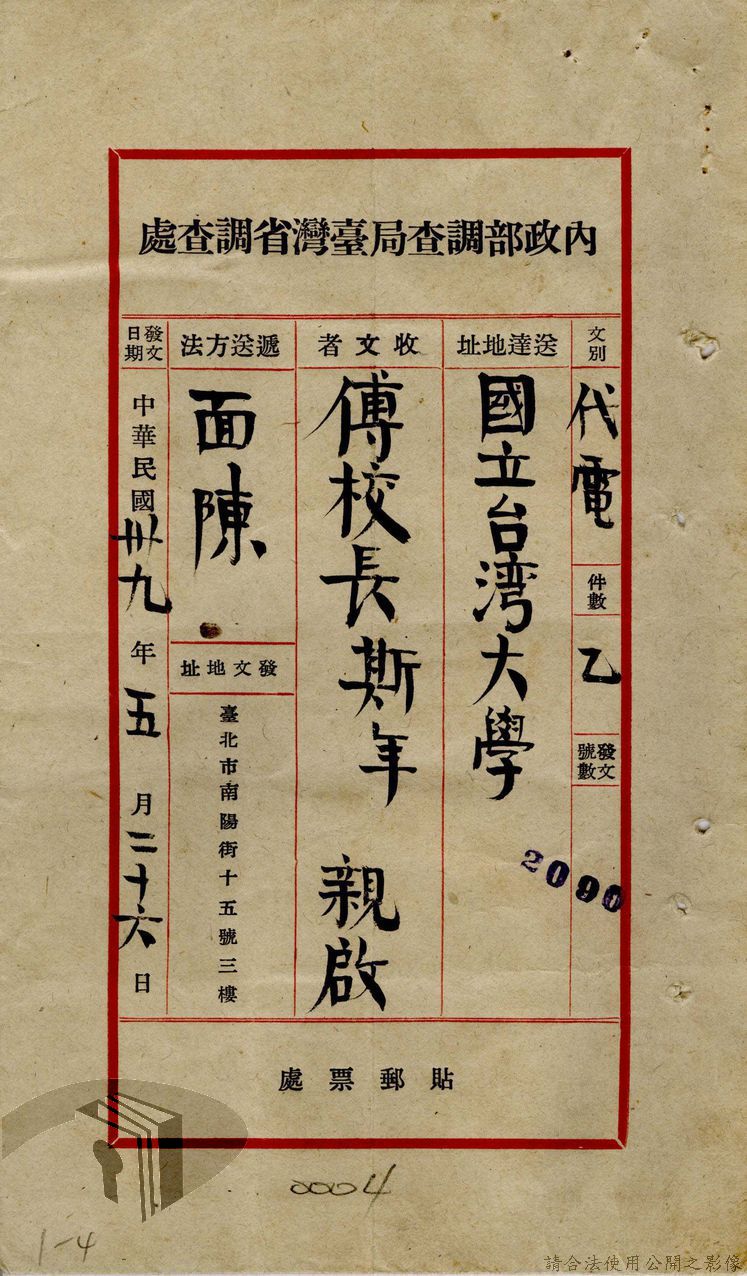 內政部調查局臺灣省調查處
文別
代電
件數
乙
發文號數
2090
送達地址
國立台湾大學
收文者
傅校長斯年 親啟
遞送方法
面陳
發文地址
臺北市南陽街十五號三樓
發文日期
中華民國卅九年五月二十六日
貼郵票處
0004
1-4
請合法使用公開之影像